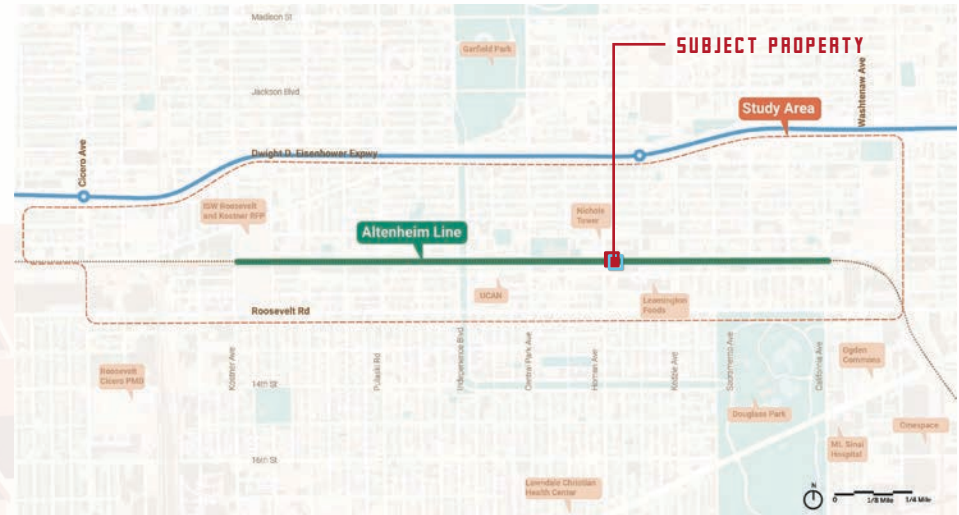 Madison St
SUBJECT PROPERTY
Garfield Park
Jackson Blvd
Washtenaw Ave
Study Area
Dwight D. Eisenhower Expwy
Cicero Ave
ISW Roosevelt
and Kostner RFP
Nichols
Tower
Altenheim Line
UCAN
Lexington
Foods
Roosevelt Rd
Kostner Ave
Pulaski Rd
Independence Blvd
Central Park Ave
Homan Ave
Kedzie Ave
Sacramento Ave
California Ave
Ogden
Commons
Roosevelt
Cicero PMD
14th St
Douglass Park
Cinespace
Mt. Sinai
Hospital
16th St
Lawndale Christian
Health Center
N
0 1/8 Mile 1/4 Mile